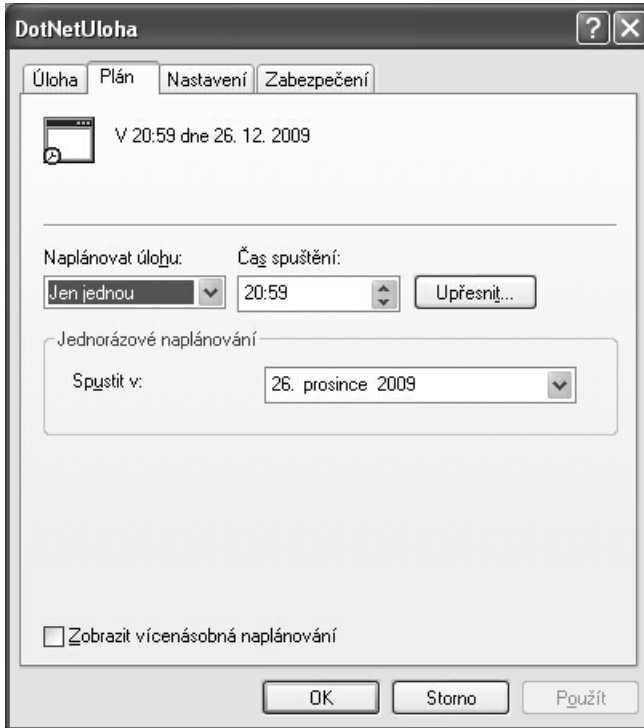 DotNetUloha
Úloha Plán Nastavení Zabezpečení
V 20:59 dne 26. 12. 2009
Naplánovat úlohu: Čas spuštění:
Jen jednou 20:59 Upřesnit...
Jednorázové naplánování
Spustit v: 26. prosince 2009
Zobrazit vícenásobná naplánování
OK Storno Použít